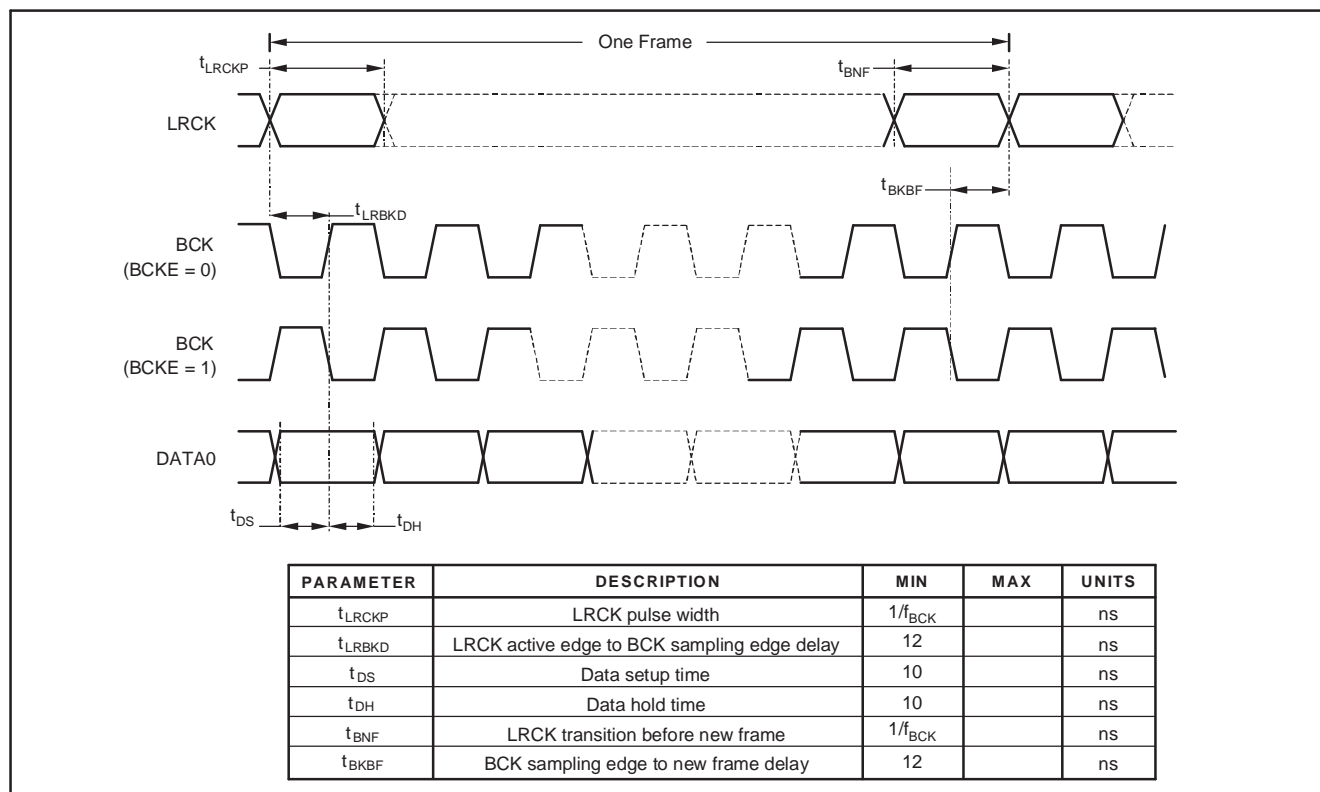 One Frame
tLRCKP
tBNF
LRCK
tBKBF
tLRBKD
BCK
(BCKE = 0)
BCK
(BCKE = 1)
DATA0
tDS
tDH
PARAMETER DESCRIPTION MIN MAX UNITS
tLRCKP LRCK pulse width 1/fBCK ns
tLRBKD LRCK active edge to BCK sampling edge delay 12 ns
tDS Data setup time 10 ns
tDH Data hold time 10 ns
tBNF LRCK transition before new frame 1/fBCK ns
tBKBF BCK sampling edge to new frame delay 12 ns